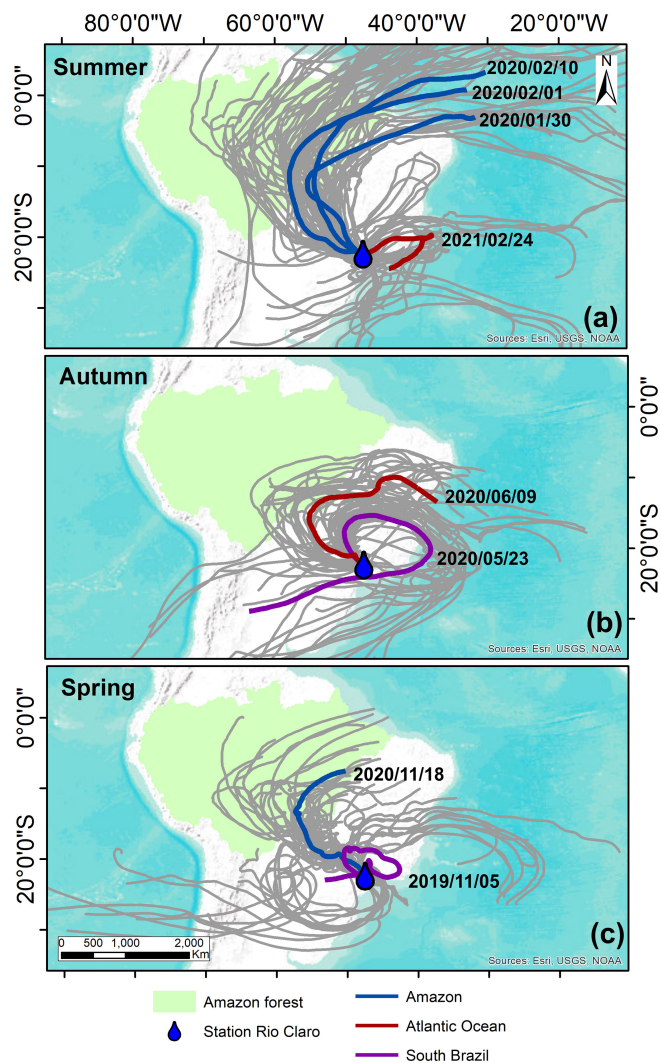 80°0'0"W 60°0'0"W 40°0'0"W 20°0'0"W
Summer
N
2020/02/10
2020/02/01
2020/01/30
2021/02/24
0°0'0"
20°0'0"S
(a)
Sources: Esri, USGS, NOAA
Autumn
2020/06/09
2020/05/23
0°0'0"
20°0'0"S
(b)
Sources: Esri, USGS, NOAA
Spring
2020/11/18
2019/11/05
0°0'0"
20°0'0"S
(c)
0 500 1,000 2,000
Km
Sources: Esri, USGS, NOAA
Amazon forest
Station Rio Claro
Amazon
Atlantic Ocean
South Brazil